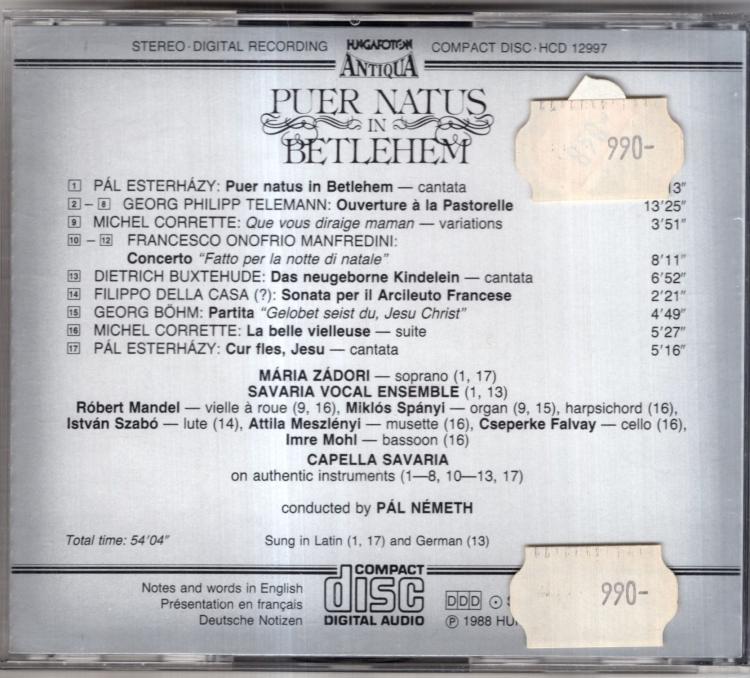 STEREO · DIGITAL RECORDING HUNGAROTON COMPACT DISC · HCD 12997
ANTIQUA
PUER NATUS
IN
BETLEHEM
990-
1 PÁL ESTERHÁZY: Puer natus in Betlehem — cantata 13"
2 – 8 GEORG PHILIPP TELEMANN: Ouverture à la Pastorelle 13'25"
9 MICHEL CORRETTE: Que vous diraige maman — variations 3'51"
10 – 12 FRANCESCO ONOFRIO MANFREDINI:
Concerto "Fatto per la notte di natale" 8'11"
13 DIETRICH BUXTEHUDE: Das neugeborne Kindelein — cantata 6'52"
14 FILIPPO DELLA CASA (?): Sonata per il Arcileuto Francese 2'21"
15 GEORG BÖHM: Partita "Gelobet seist du, Jesu Christ" 4'49"
16 MICHEL CORRETTE: La belle vielleuse — suite 5'27"
17 PÁL ESTERHÁZY: Cur fles, Jesu — cantata 5'16"
MÁRIA ZÁDORI — soprano (1, 17)
SAVARIA VOCAL ENSEMBLE (1, 13)
Róbert Mandel — vielle à roue (9, 16), Miklós Spányi — organ (9, 15), harpsichord (16),
István Szabó — lute (14), Attila Meszlényi — musette (16), Cseperke Falvay — cello (16),
Imre Mohl — bassoon (16)
CAPELLA SAVARIA
on authentic instruments (1—8, 10—13, 17)
conducted by PÁL NÉMETH
Total time: 54'04" Sung in Latin (1, 17) and German (13)
Notes and words in English
Présentation en français
Deutsche Notizen
COMPACT
disc
DIGITAL AUDIO
DDD
℗ 1988 HU
990-